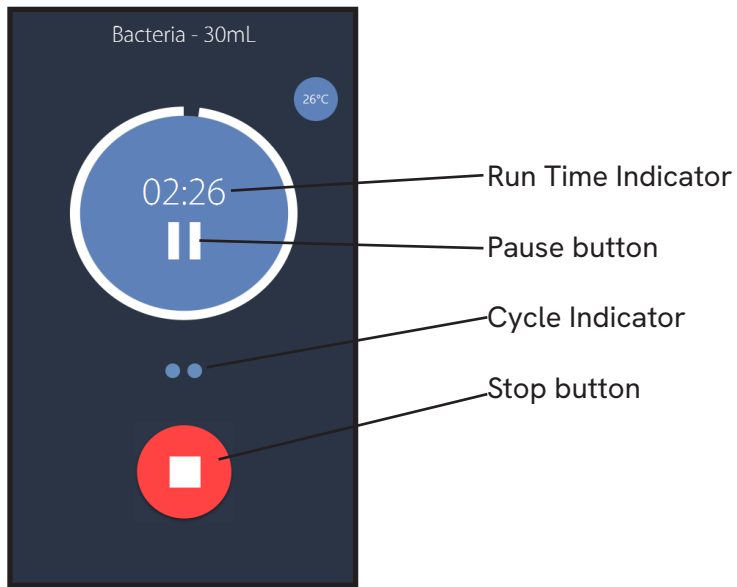 Bacteria - 30mL
26°C
02:26
Run Time Indicator
Pause button
Cycle Indicator
Stop button